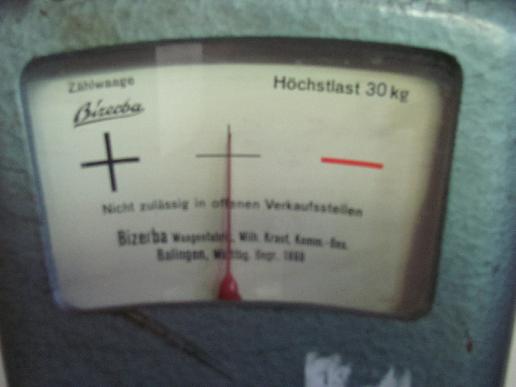 Zählwaage
Höchstlast 30 kg
Bizerba
Nicht zulässig in offenen Verkaufsstellen
Bizerba Waagenfabrik, Wilh. Kraut, Komm.-Ges.
Balingen, Württbg. Gegr. 1866